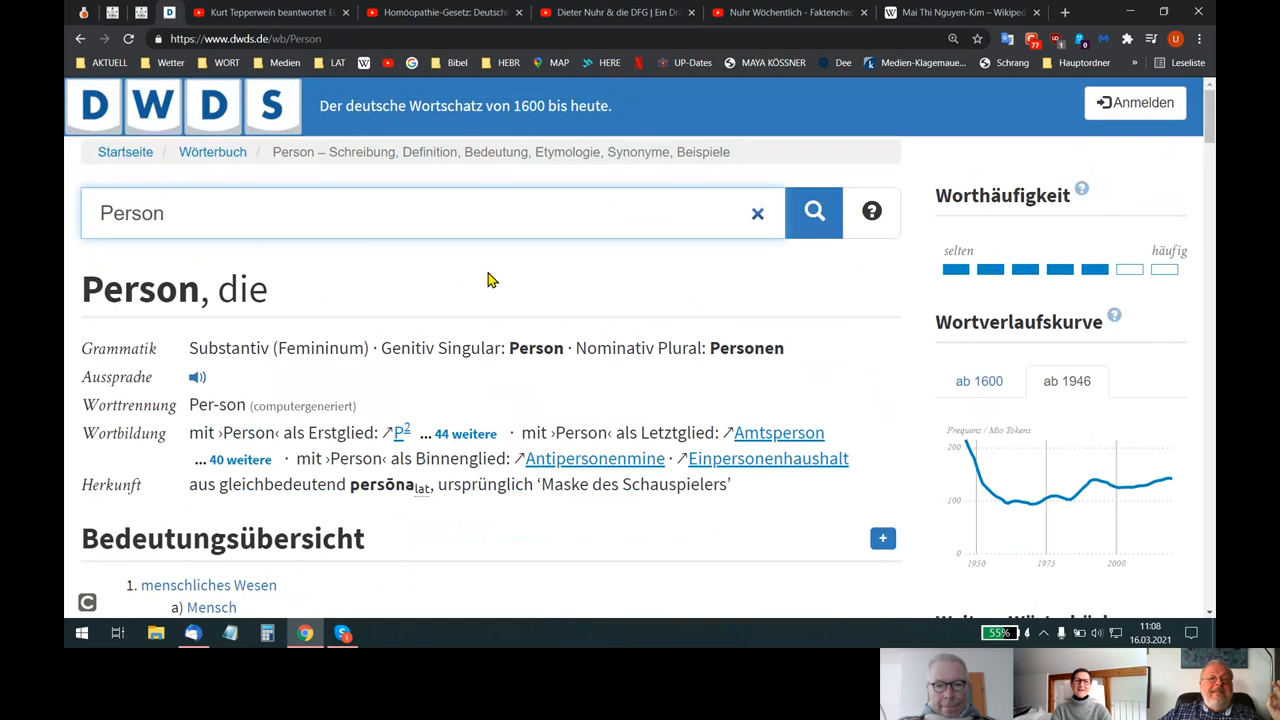 Kurt Tepperwein beantwortet E
Homöopathie-Gesetz: Deutschl
Dieter Nuhr & die DFG | Ein Dra
Nuhr Wöchentlich - Faktenche
W Mai Thi Nguyen-Kim – Wikiped
https://www.dwds.de/wb/Person
AKTUELL Wetter WORT Medien LAT W G Bibel HEBR MAP HERE UP-Dates MAYA KÖSSNER Dee Medien-Klagemaue... Schrang Hauptordner » Leseliste
D W D S
Der deutsche Wortschatz von 1600 bis heute.
Anmelden
Startseite / Wörterbuch / Person – Schreibung, Definition, Bedeutung, Etymologie, Synonyme, Beispiele
Person
Person, die
Grammatik Substantiv (Femininum) · Genitiv Singular: Person · Nominativ Plural: Personen
Aussprache
Worttrennung Per-son (computergeneriert)
Wortbildung mit ›Person‹ als Erstglied: ↗P2 ... 44 weitere · mit ›Person‹ als Letztglied: ↗Amtsperson
... 40 weitere · mit ›Person‹ als Binnenglied: ↗Antipersonenmine · ↗Einpersonenhaushalt
Herkunft aus gleichbedeutend persōna lat, ursprünglich ‘Maske des Schauspielers’
Bedeutungsübersicht
+
1. menschliches Wesen
a) Mensch
Worthäufigkeit ?
selten häufig
Wortverlaufskurve ?
ab 1600 ab 1946
Frequenz / Mio Tokens
200
100
0
1950 1975 2000
55%
11:08
16.03.2021